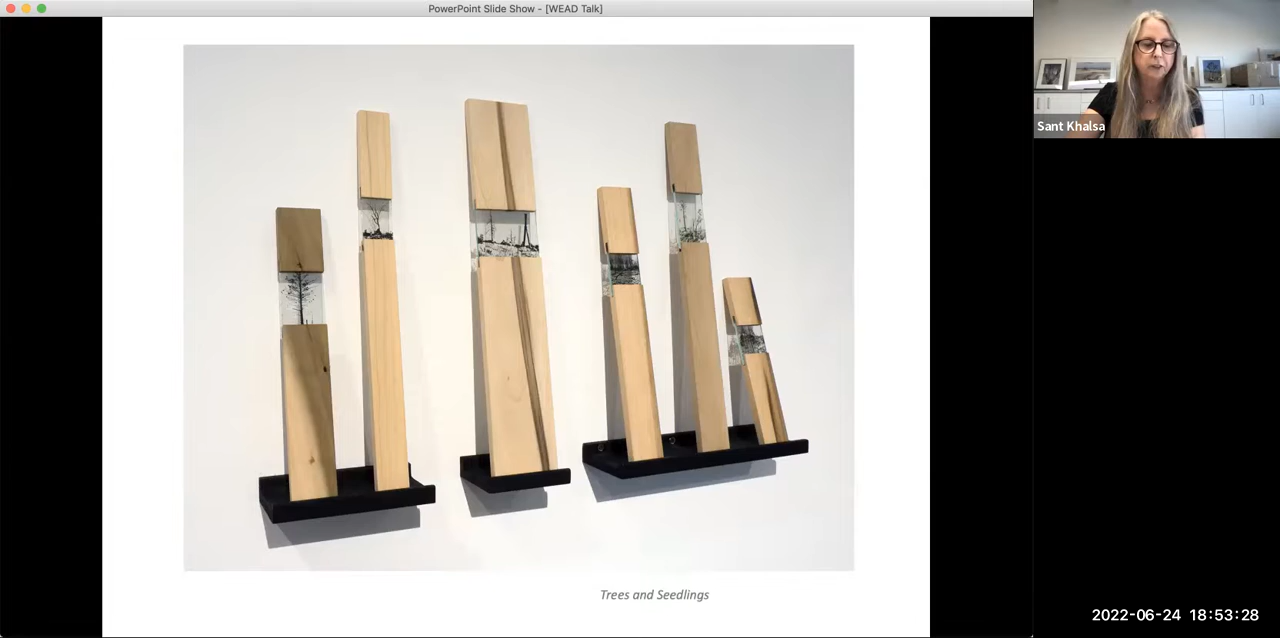 PowerPoint Slide Show - [WEAD Talk]
Sant Khalsa
Trees and Seedlings
2022-06-24 18:53:28